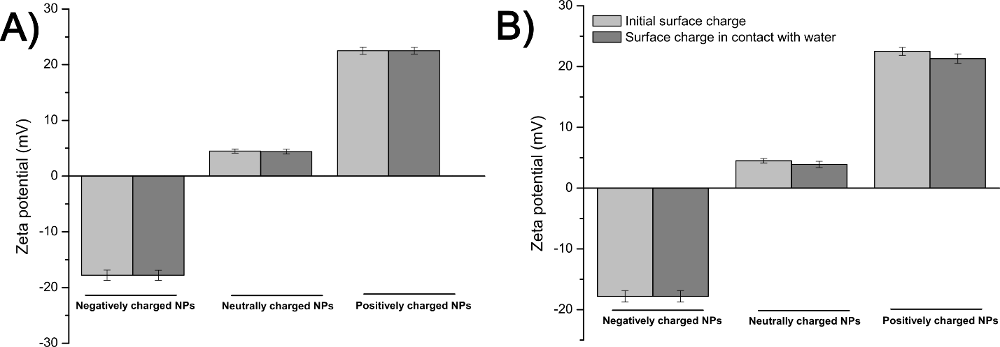 A)
30
20
10
0
-10
-20
-30
Zeta potential (mV)
Negatively charged NPs
Neutrally charged NPs
Positively charged NPs
B)
30
20
10
0
-10
-20
Zeta potential (mV)
Initial surface charge
Surface charge in contact with water
Negatively charged NPs
Neutrally charged NPs
Positively charged NPs